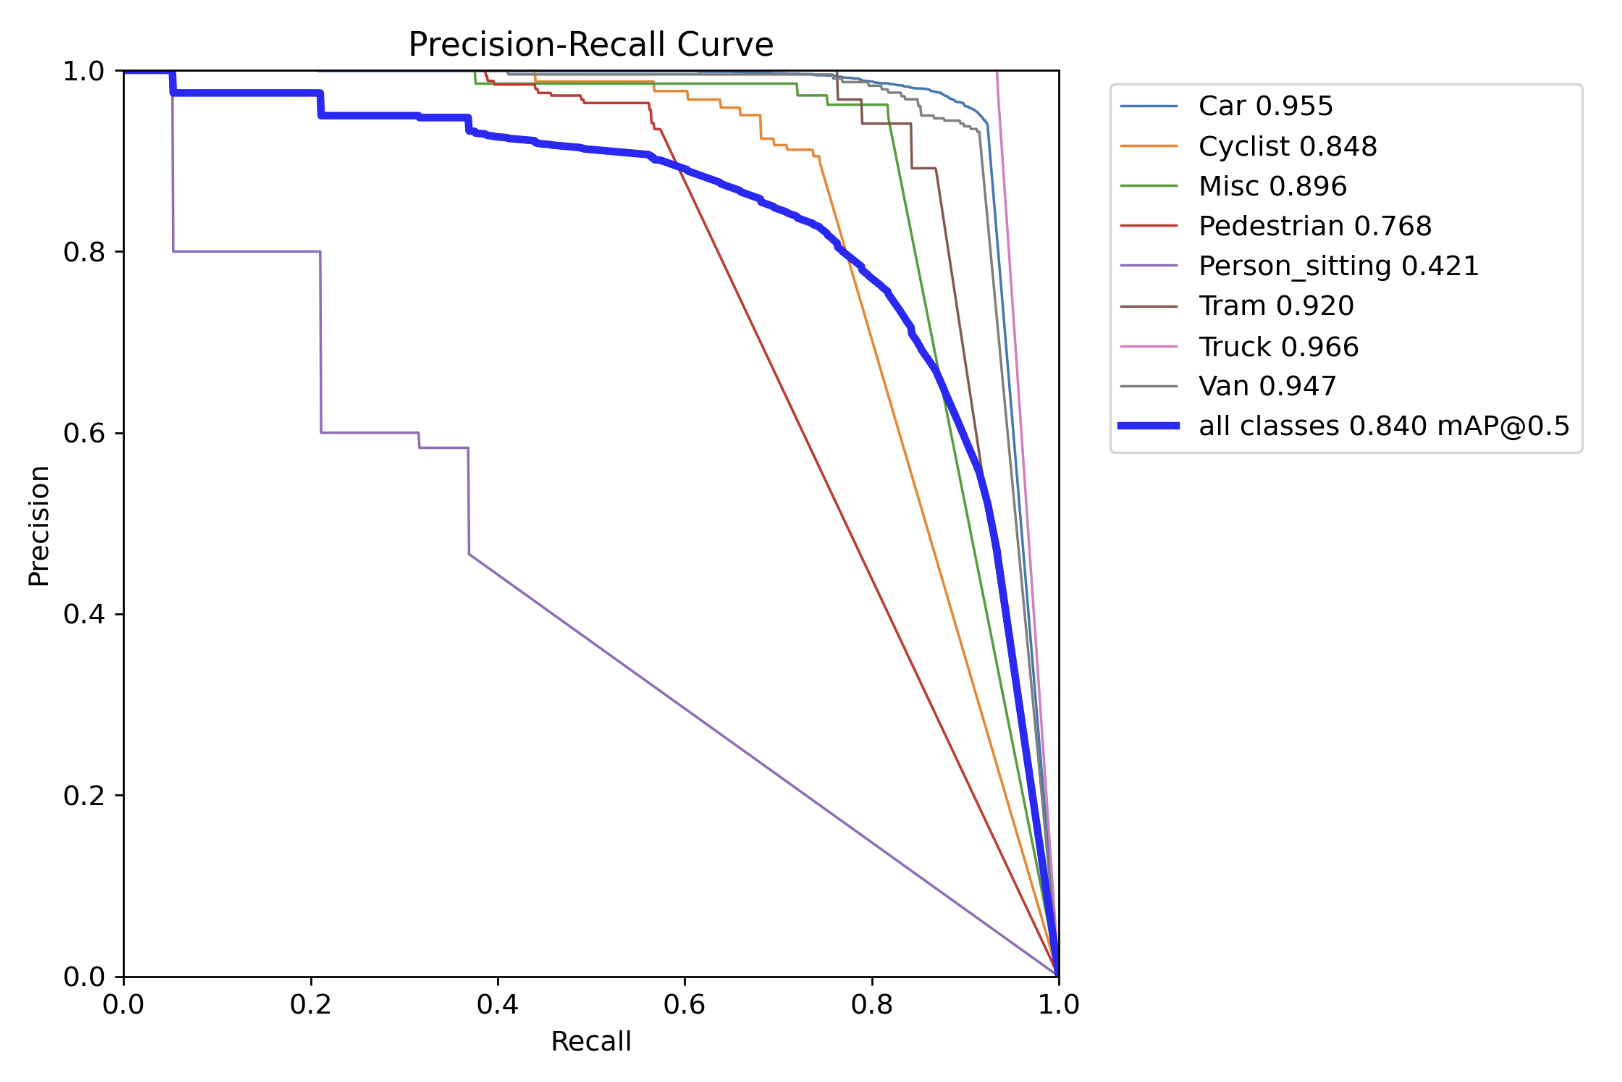 Precision-Recall Curve
1.0
0.8
0.6
0.4
0.2
0.0
Precision
0.0 0.2 0.4 0.6 0.8 1.0
Recall
Car 0.955
Cyclist 0.848
Misc 0.896
Pedestrian 0.768
Person_sitting 0.421
Tram 0.920
Truck 0.966
Van 0.947
all classes 0.840 mAP@0.5